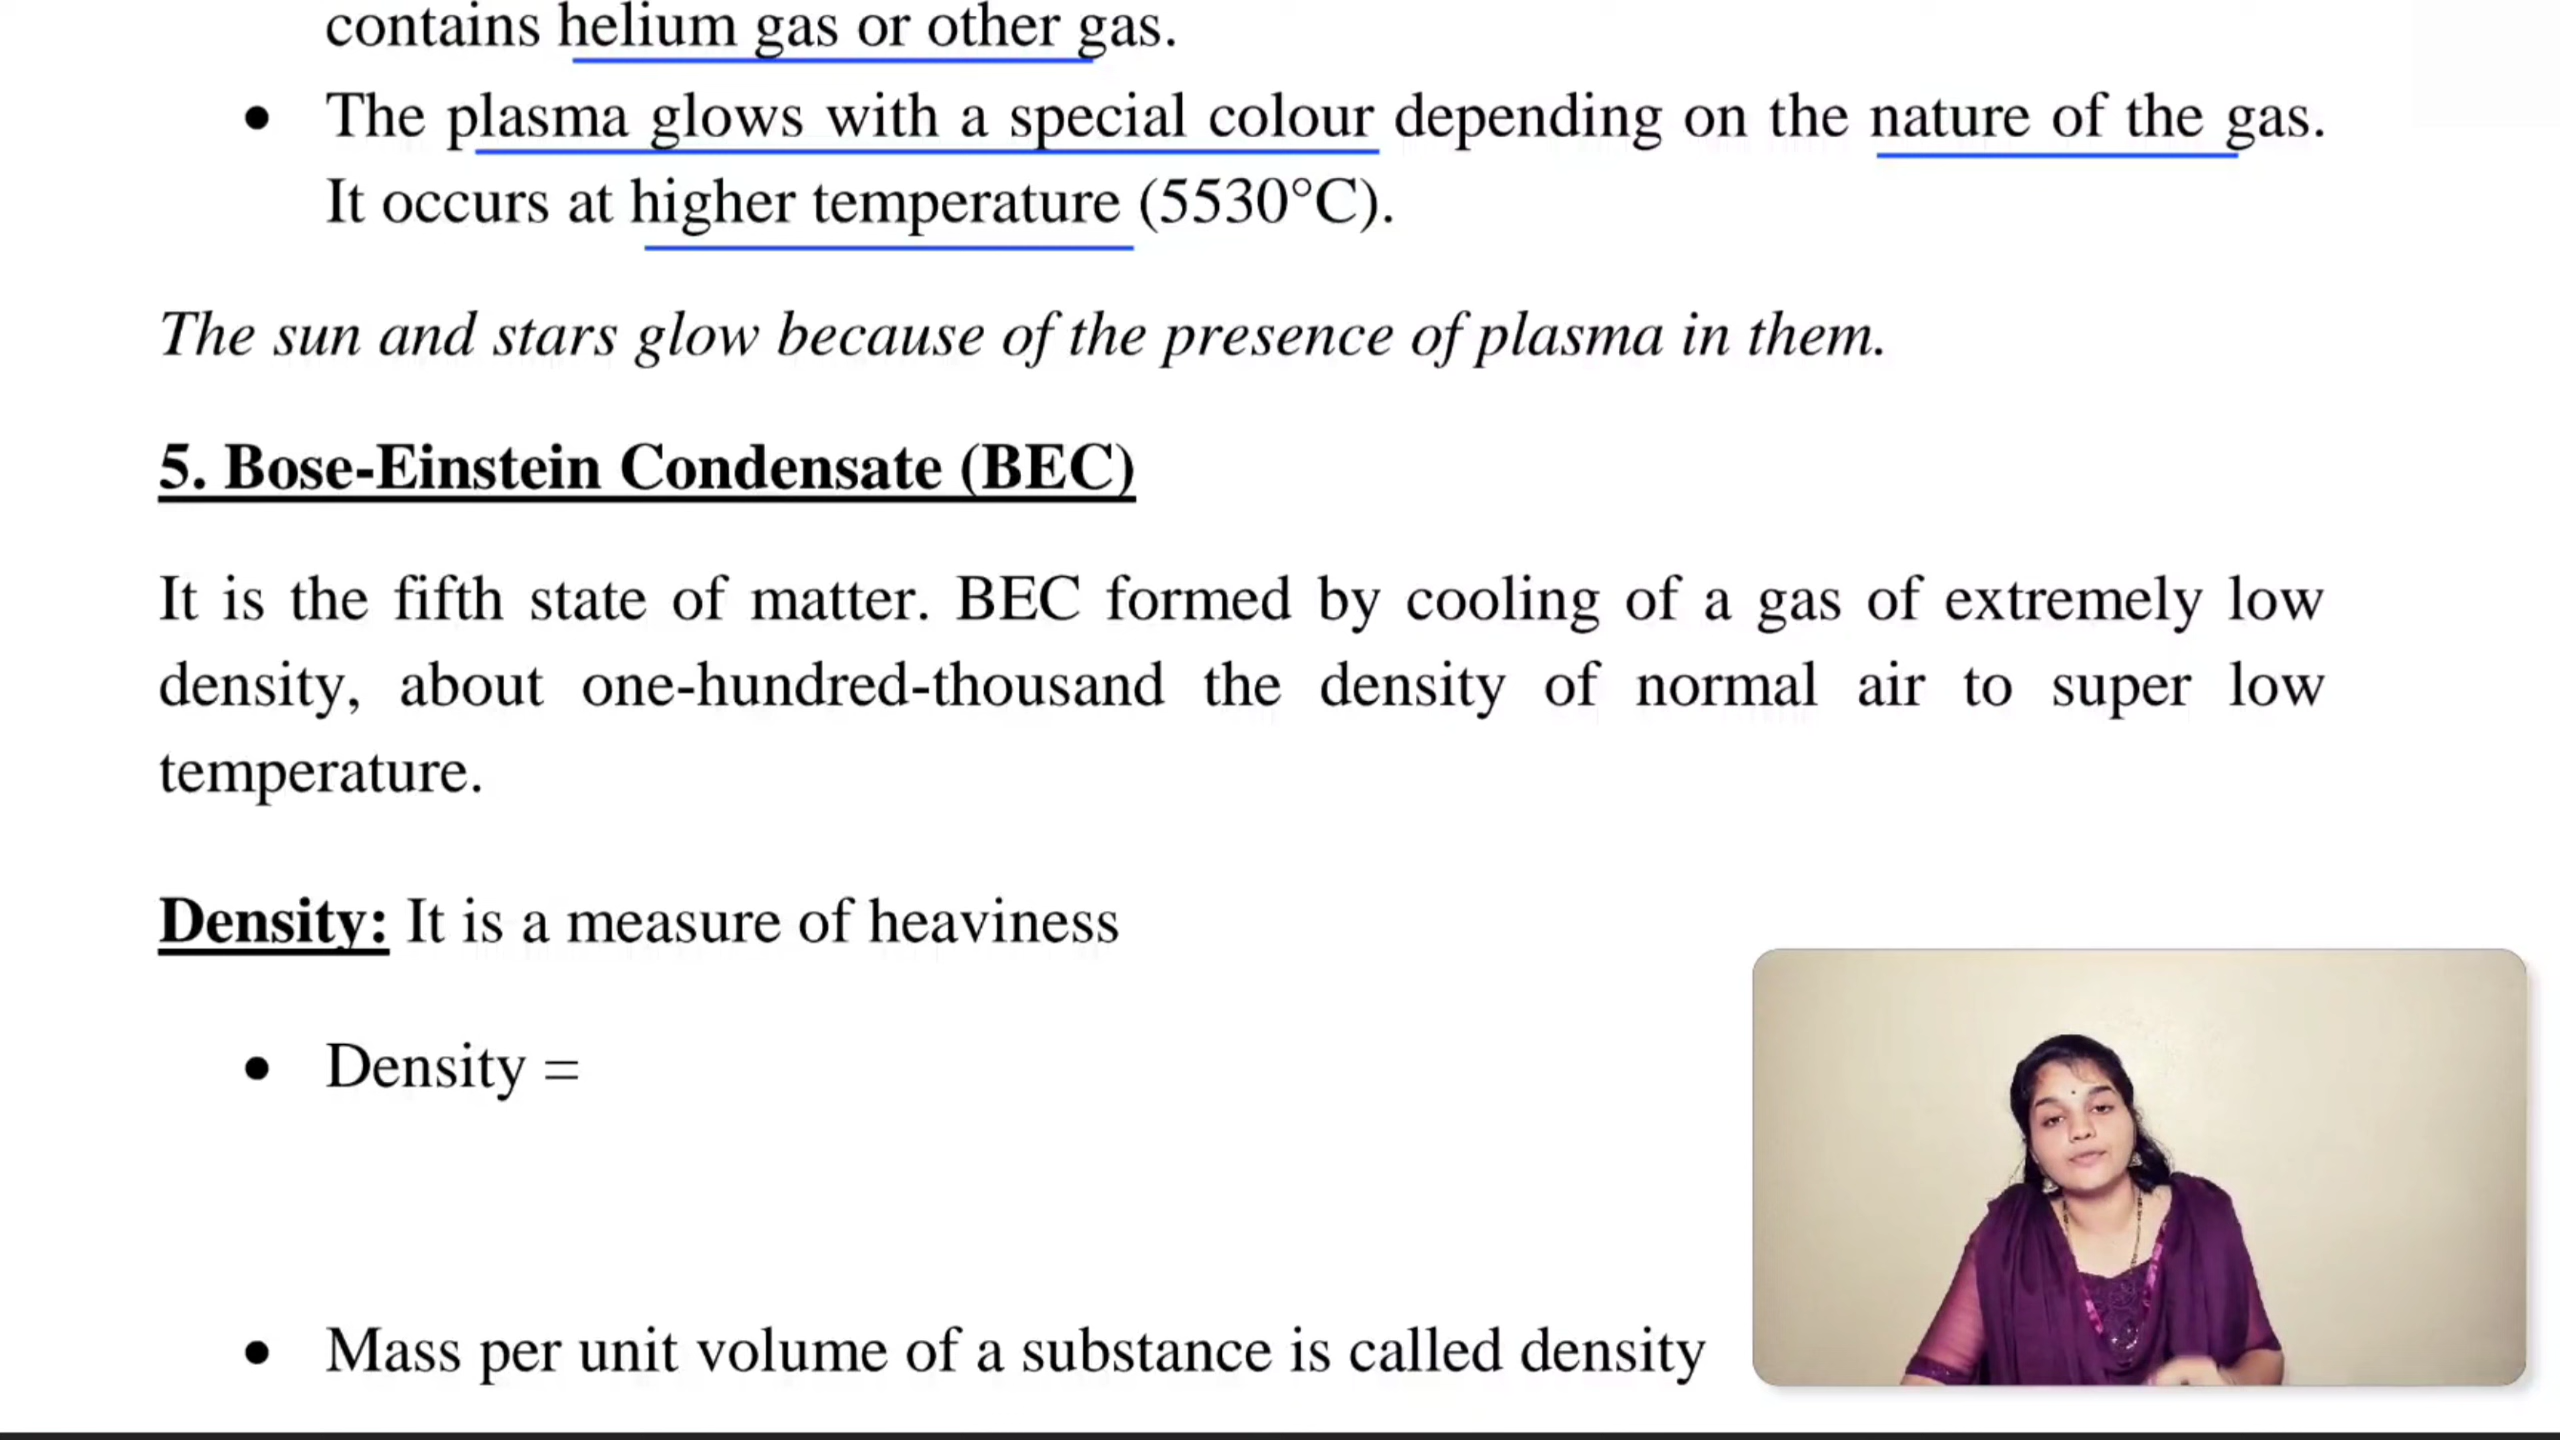 contains helium gas or other gas.
• The plasma glows with a special colour depending on the nature of the gas.
It occurs at higher temperature (5530°C).
The sun and stars glow because of the presence of plasma in them.
5. Bose-Einstein Condensate (BEC)
It is the fifth state of matter. BEC formed by cooling of a gas of extremely low
density, about one-hundred-thousand the density of normal air to super low
temperature.
Density: It is a measure of heaviness
• Density =
• Mass per unit volume of a substance is called density